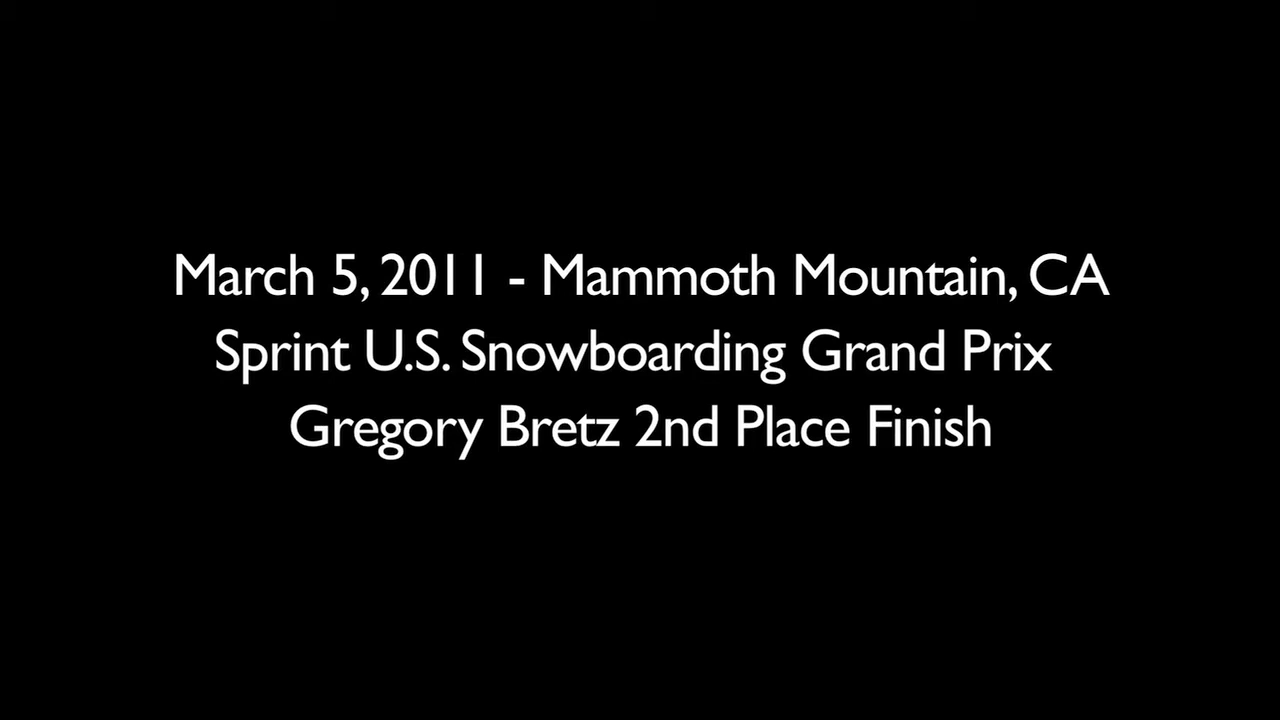 March 5, 2011 - Mammoth Mountain, CA
Sprint U.S. Snowboarding Grand Prix
Gregory Bretz 2nd Place Finish